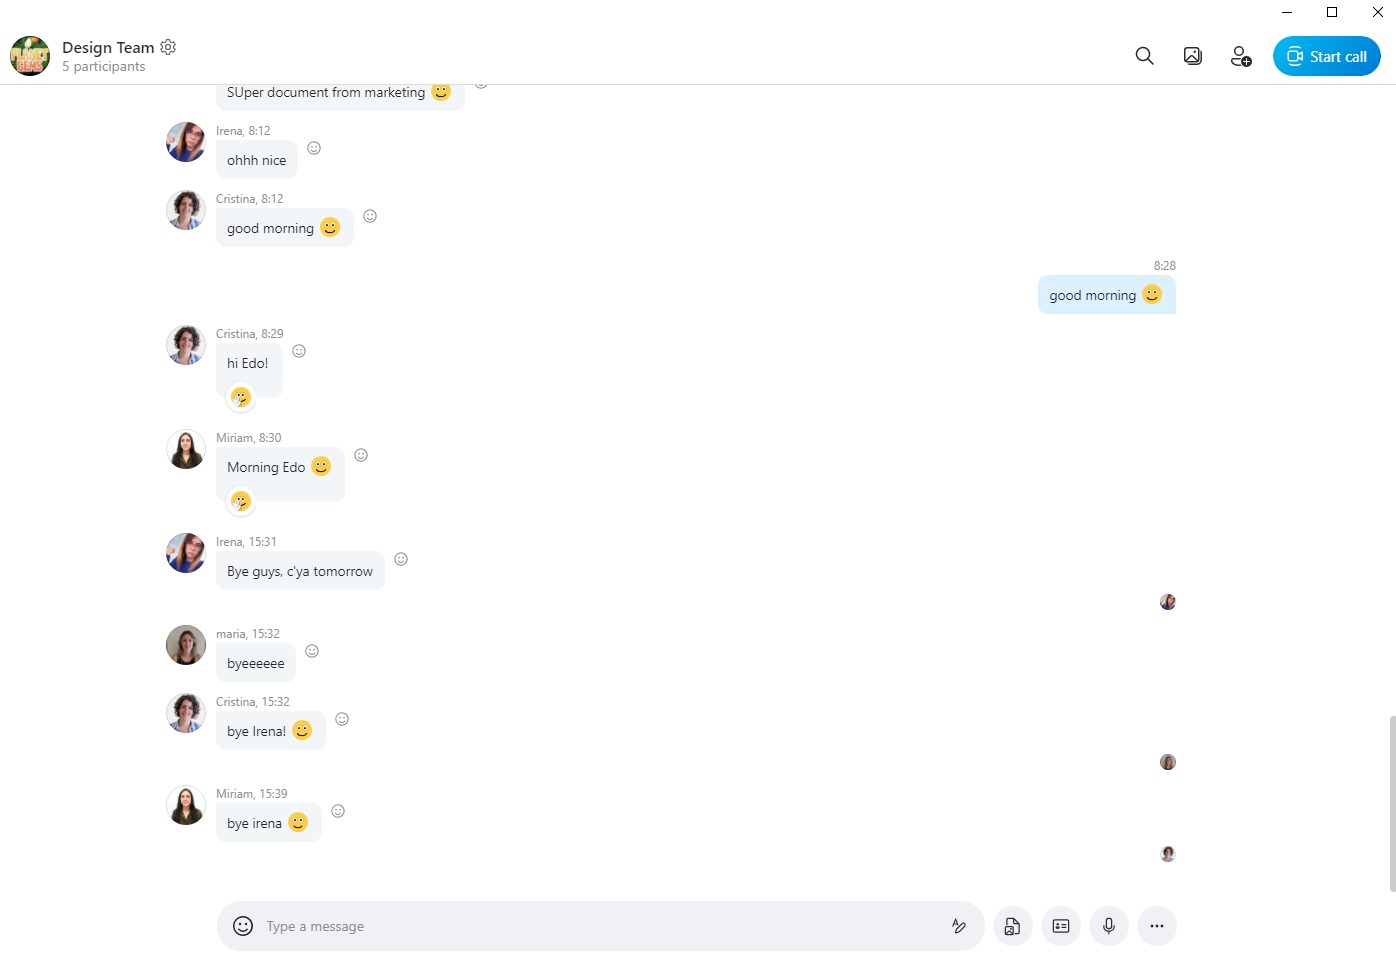 Design Team
5 participants
Start call
PLANET
GEMS
SUper document from marketing
Irena, 8:12
ohhh nice
Cristina, 8:12
good morning
8:28
good morning
Cristina, 8:29
hi Edo!
Miriam, 8:30
Morning Edo
Irena, 15:31
Bye guys, c'ya tomorrow
maria, 15:32
byeeeeee
Cristina, 15:32
bye Irena!
Miriam, 15:39
bye irena
Type a message